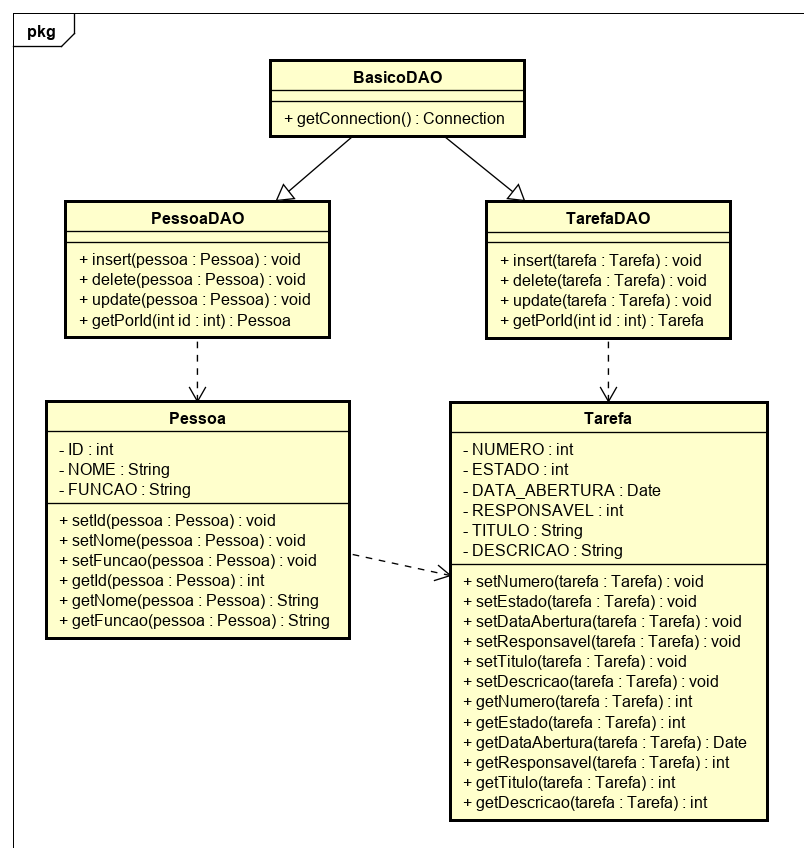 pkg
BasicoDAO
+ getConnection() : Connection
PessoaDAO
+ insert(pessoa : Pessoa) : void
+ delete(pessoa : Pessoa) : void
+ update(pessoa : Pessoa) : void
+ getPorId(int id : int) : Pessoa
TarefaDAO
+ insert(tarefa : Tarefa) : void
+ delete(tarefa : Tarefa) : void
+ update(tarefa : Tarefa) : void
+ getPorId(int id : int) : Tarefa
Pessoa
- ID : int
- NOME : String
- FUNCAO : String
+ setId(pessoa : Pessoa) : void
+ setNome(pessoa : Pessoa) : void
+ setFuncao(pessoa : Pessoa) : void
+ getId(pessoa : Pessoa) : int
+ getNome(pessoa : Pessoa) : String
+ getFuncao(pessoa : Pessoa) : String
Tarefa
- NUMERO : int
- ESTADO : int
- DATA_ABERTURA : Date
- RESPONSAVEL : int
- TITULO : String
- DESCRICAO : String
+ setNumero(tarefa : Tarefa) : void
+ setEstado(tarefa : Tarefa) : void
+ setDataAbertura(tarefa : Tarefa) : void
+ setResponsavel(tarefa : Tarefa) : void
+ setTitulo(tarefa : Tarefa) : void
+ setDescricao(tarefa : Tarefa) : void
+ getNumero(tarefa : Tarefa) : int
+ getEstado(tarefa : Tarefa) : int
+ getDataAbertura(tarefa : Tarefa) : Date
+ getResponsavel(tarefa : Tarefa) : int
+ getTitulo(tarefa : Tarefa) : int
+ getDescricao(tarefa : Tarefa) : int